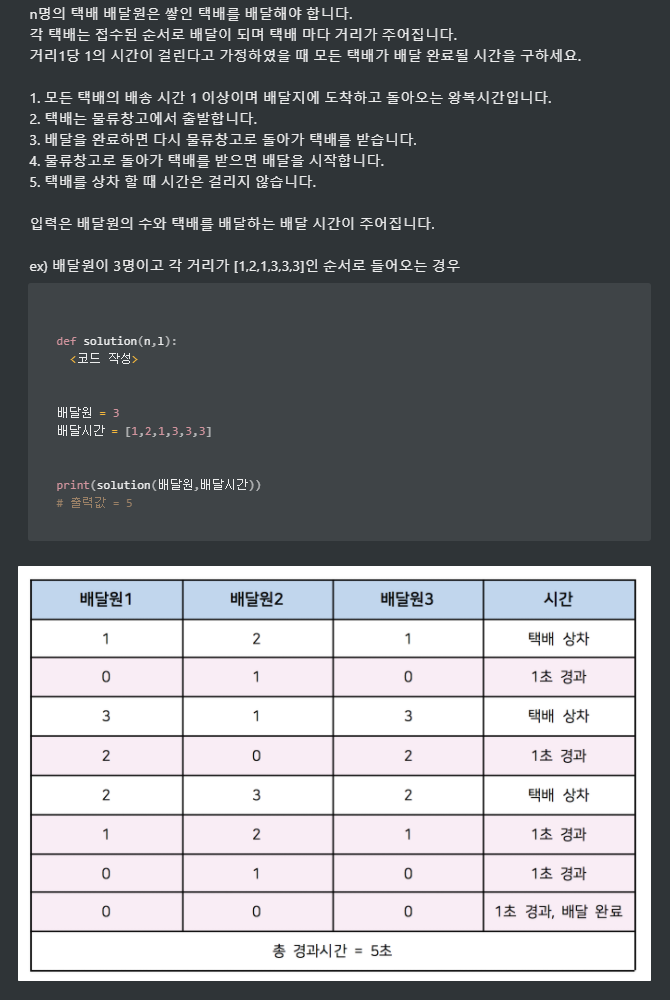 n명의 택배 배달원은 쌓인 택배를 배달해야 합니다.
각 택배는 접수된 순서로 배달이 되며 택배 마다 거리가 주어집니다.
거리1당 1의 시간이 걸린다고 가정하였을 때 모든 택배가 배달 완료될 시간을 구하세요.
1. 모든 택배의 배송 시간 1 이상이며 배달지에 도착하고 돌아오는 왕복시간입니다.
2. 택배는 물류창고에서 출발합니다.
3. 배달을 완료하면 다시 물류창고로 돌아가 택배를 받습니다.
4. 물류창고로 돌아가 택배를 받으면 배달을 시작합니다.
5. 택배를 상차 할 때 시간은 걸리지 않습니다.
입력은 배달원의 수와 택배를 배달하는 배달 시간이 주어집니다.
ex) 배달원이 3명이고 각 거리가 [1,2,1,3,3,3]인 순서로 들어오는 경우
def solution(n,l):
<코드 작성>
배달원 = 3
배달시간 = [1,2,1,3,3,3]
print(solution(배달원,배달시간))
# 출력값 = 5
배달원1 배달원2 배달원3 시간
1 2 1 택배 상차
0 1 0 1초 경과
3 1 3 택배 상차
2 0 2 1초 경과
2 3 2 택배 상차
1 2 1 1초 경과
0 1 0 1초 경과
0 0 0 1초 경과, 배달 완료
총 경과시간 = 5초